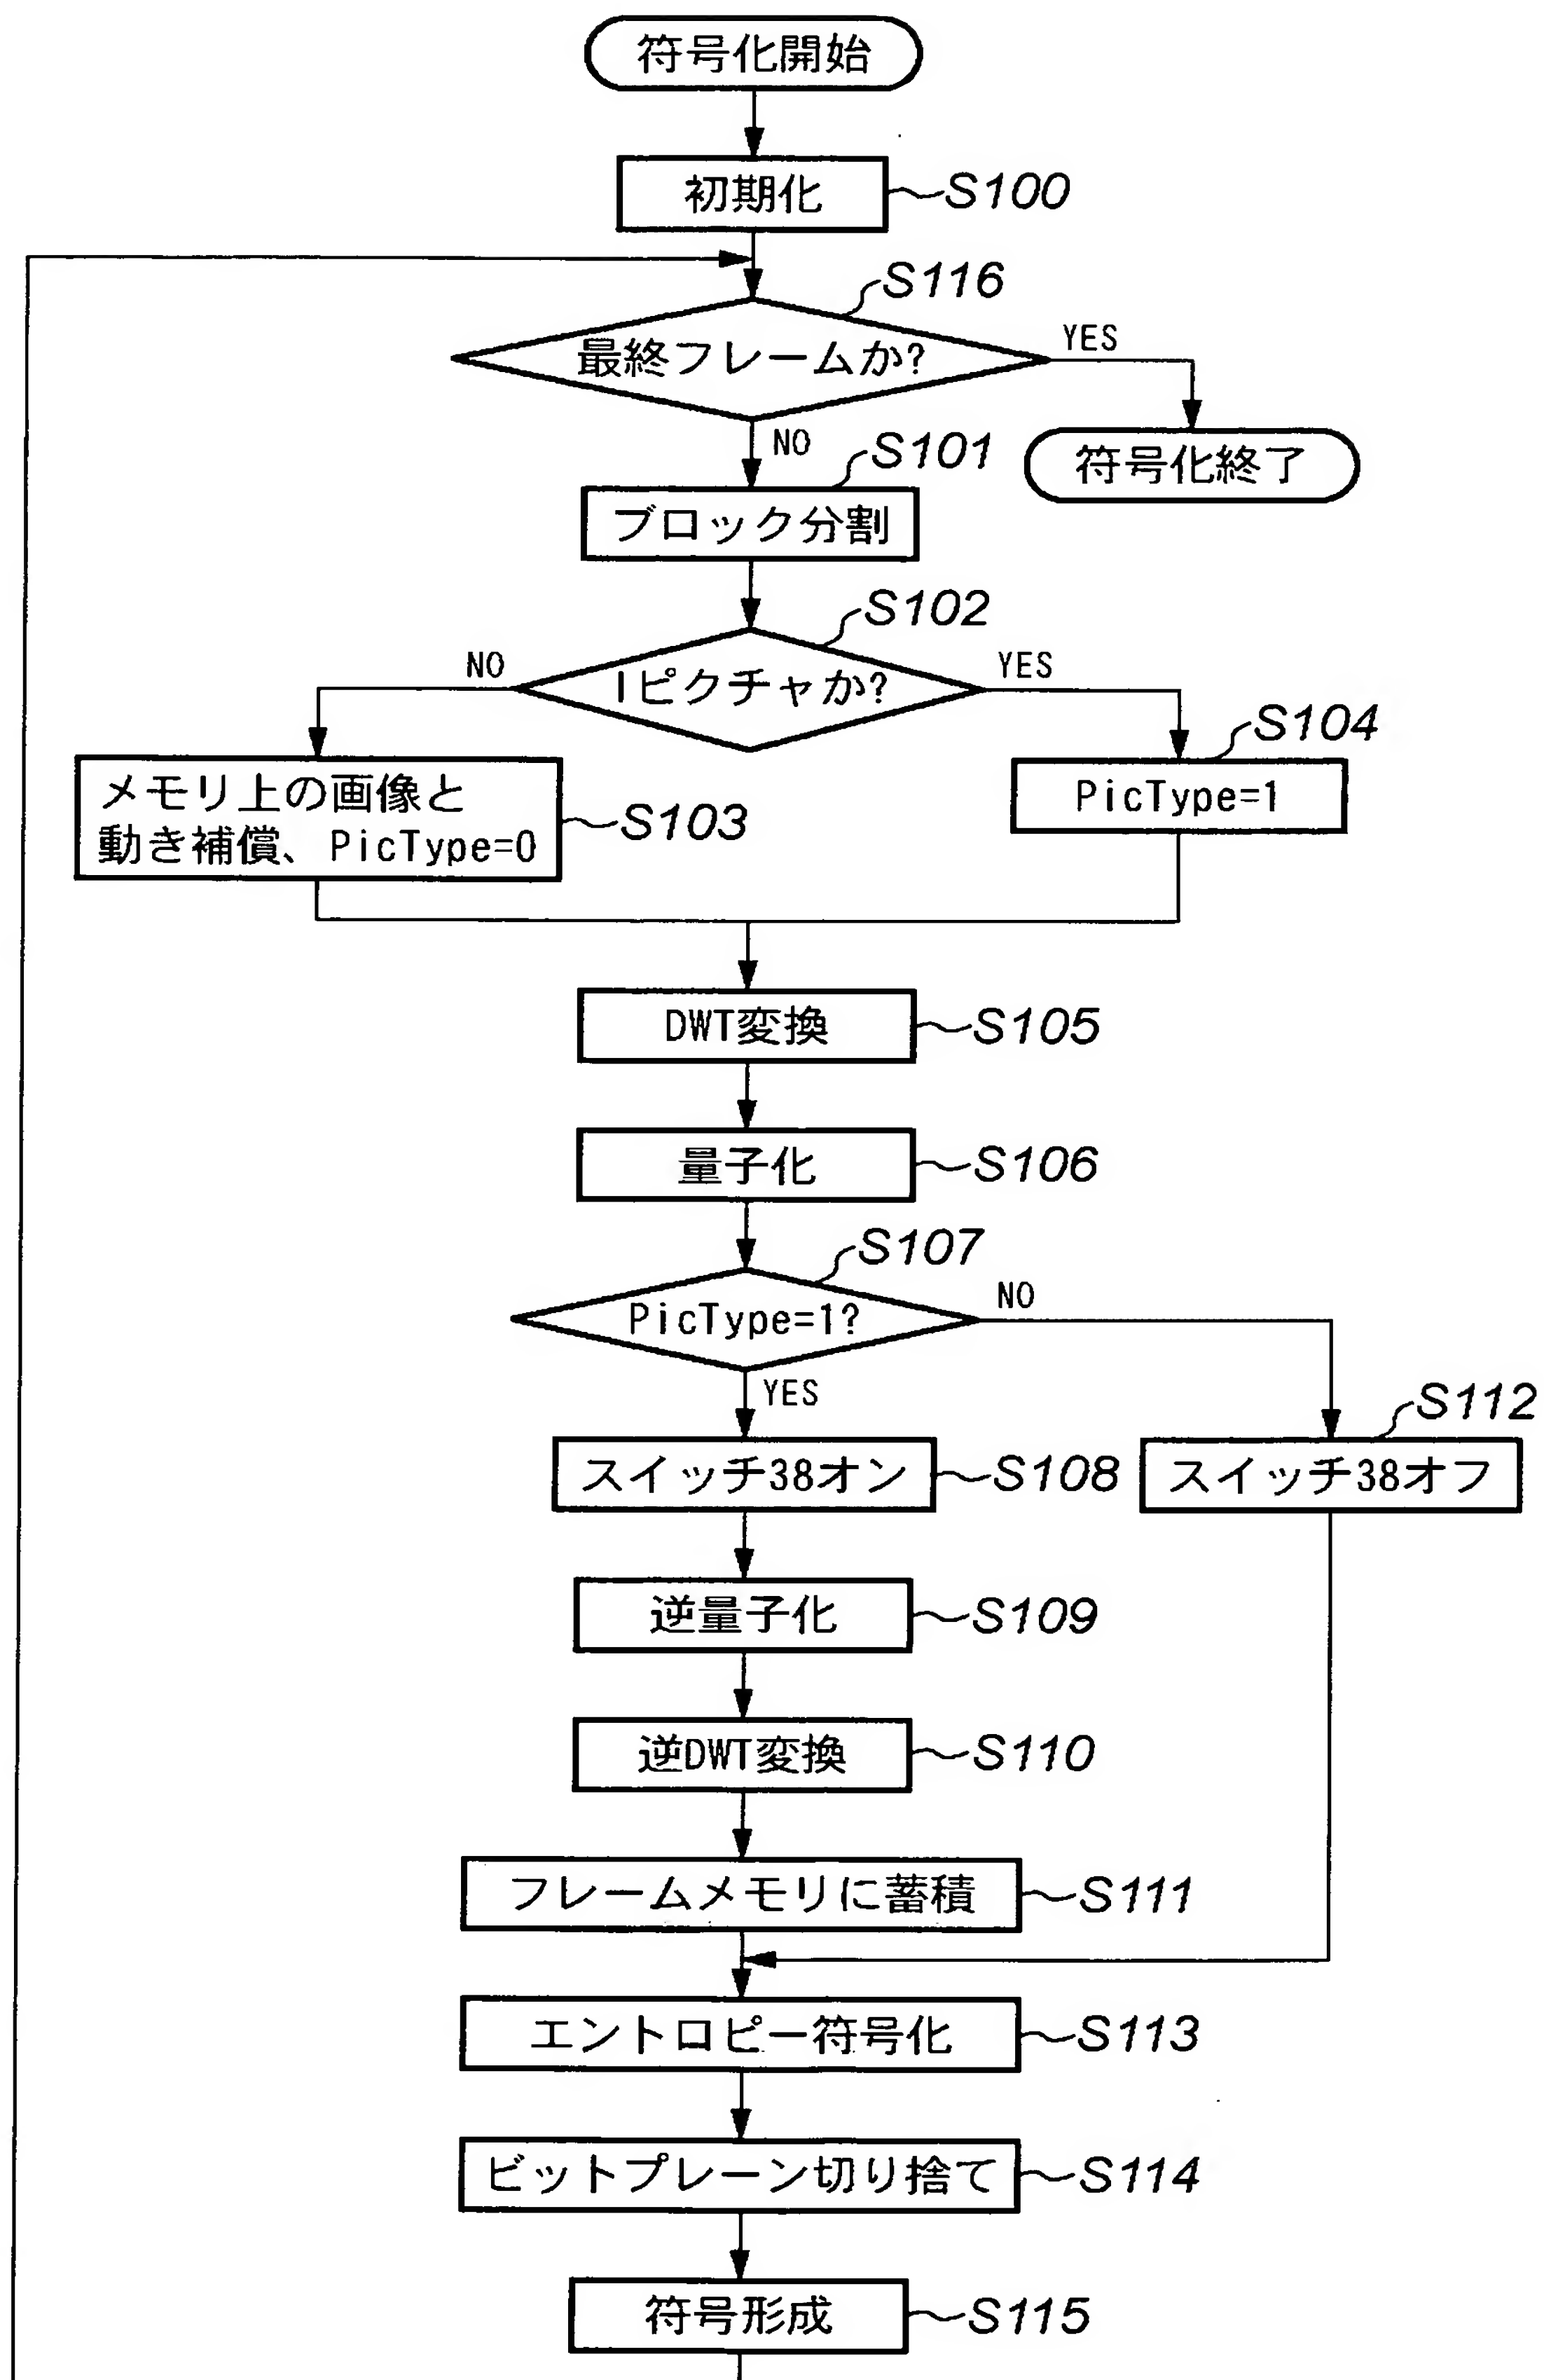 符号化開始
初期化
S100
S116
最終フレームか?
YES
NO
符号化終了
S101
ブロック分割
S102
Iピクチャか?
NO
YES
S104
PicType=1
メモリ上の画像と
動き補償、PicType=0
S103
DWT変換
S105
量子化
S106
S107
PicType=1?
NO
YES
S112
スイッチ38オン
S108
スイッチ38オフ
逆量子化
S109
逆DWT変換
S110
フレームメモリに蓄積
S111
エントロピー符号化
S113
ビットプレーン切り捨て
S114
符号形成
S115